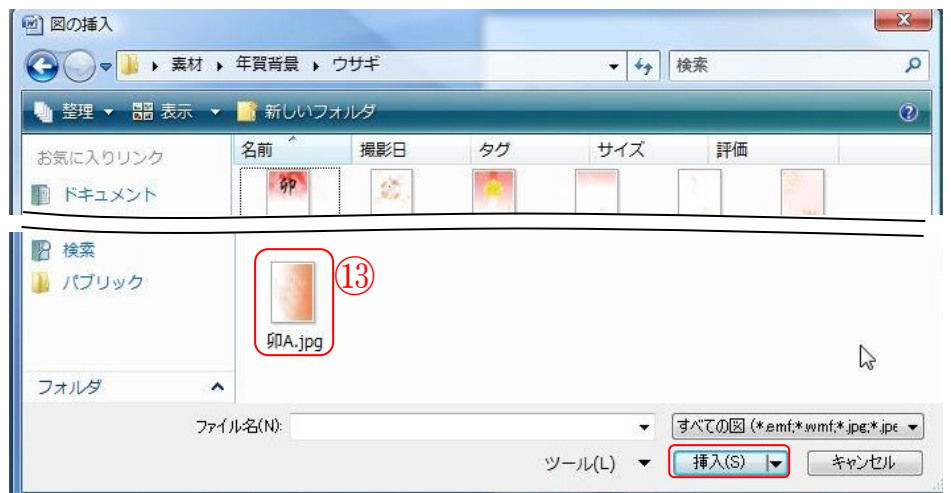 図の挿入
素材 ▸ 年賀背景 ▸ ウサギ 検索
整理 表示 新しいフォルダ
お気に入りリンク 名前 撮影日 タグ サイズ 評価
ドキュメント 卯
検索
パブリック
⑬
卯A.jpg
フォルダ
ファイル名(N): すべての図 (*.emf;*.wmf;*.jpg;*.jpe
ツール(L) 挿入(S) キャンセル